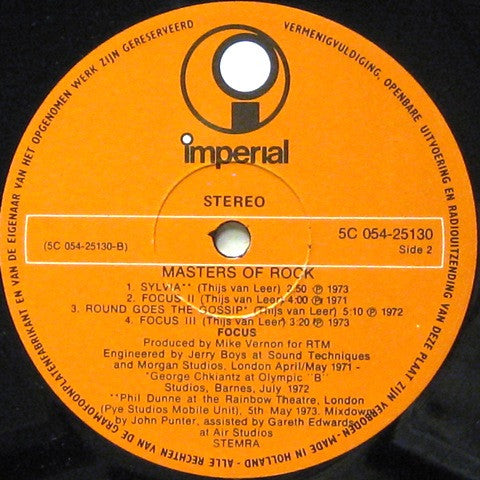 imperial
STEREO
5C 054-25130
(5C 054-25130-B)
Side 2
MASTERS OF ROCK
1. SYLVIA** (Thijs van Leer) 2:50 ℗ 1973
2. FOCUS II (Thijs van Leer) 4:00 ℗ 1971
3. ROUND GOES THE GOSSIP* (Thijs van Leer) 5:10 ℗ 1972
4. FOCUS III (Thijs van Leer) 3:20 ℗ 1973
FOCUS
Produced by Mike Vernon for RTM
Engineered by Jerry Boys at Sound Techniques
and Morgan Studios, London April/May 1971 -
*George Chkiantz at Olympic "B"
Studios, Barnes, July 1972
**Phil Dunne at the Rainbow Theatre, London
(Pye Studios Mobile Unit), 5th May 1973. Mixdown
by John Punter, assisted by Gareth Edwards
at Air Studios
STEMRA
ALLE RECHTEN VAN DE GRAMOFOONPLATENFABRIKANT EN VAN DE EIGENAAR VAN HET OPGENOMEN WERK ZIJN GERESERVEERD
VERMENIGVULDIGING, OPENBARE UITVOERING EN RADIOUITZENDING VAN DEZE PLAAT ZIJN VERBODEN - MADE IN HOLLAND -